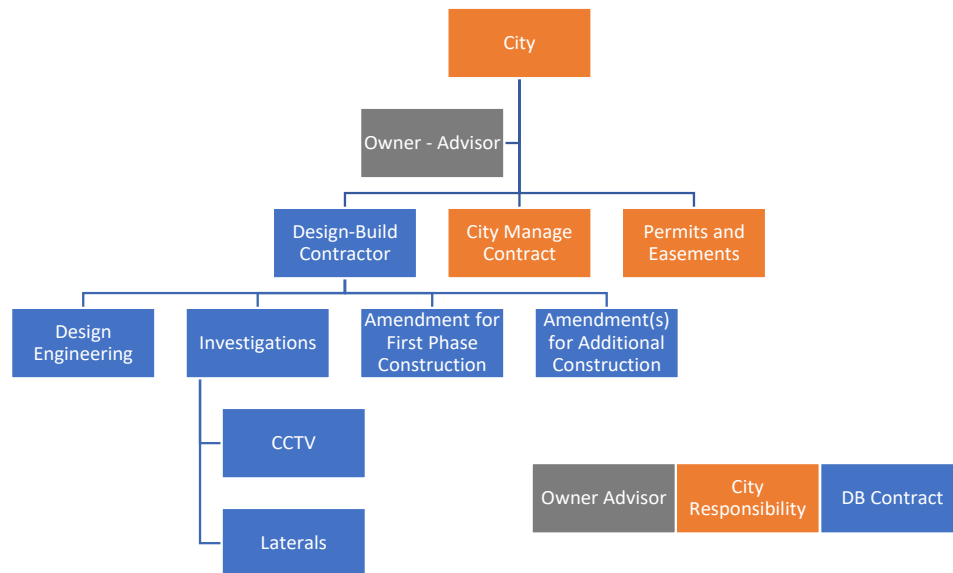 City
Owner - Advisor
Design-Build
Contractor
City Manage
Contract
Permits and
Easements
Design
Engineering
Investigations
Amendment for
First Phase
Construction
Amendment(s)
for Additional
Construction
CCTV
Laterals
Owner Advisor
City
Responsibility
DB Contract